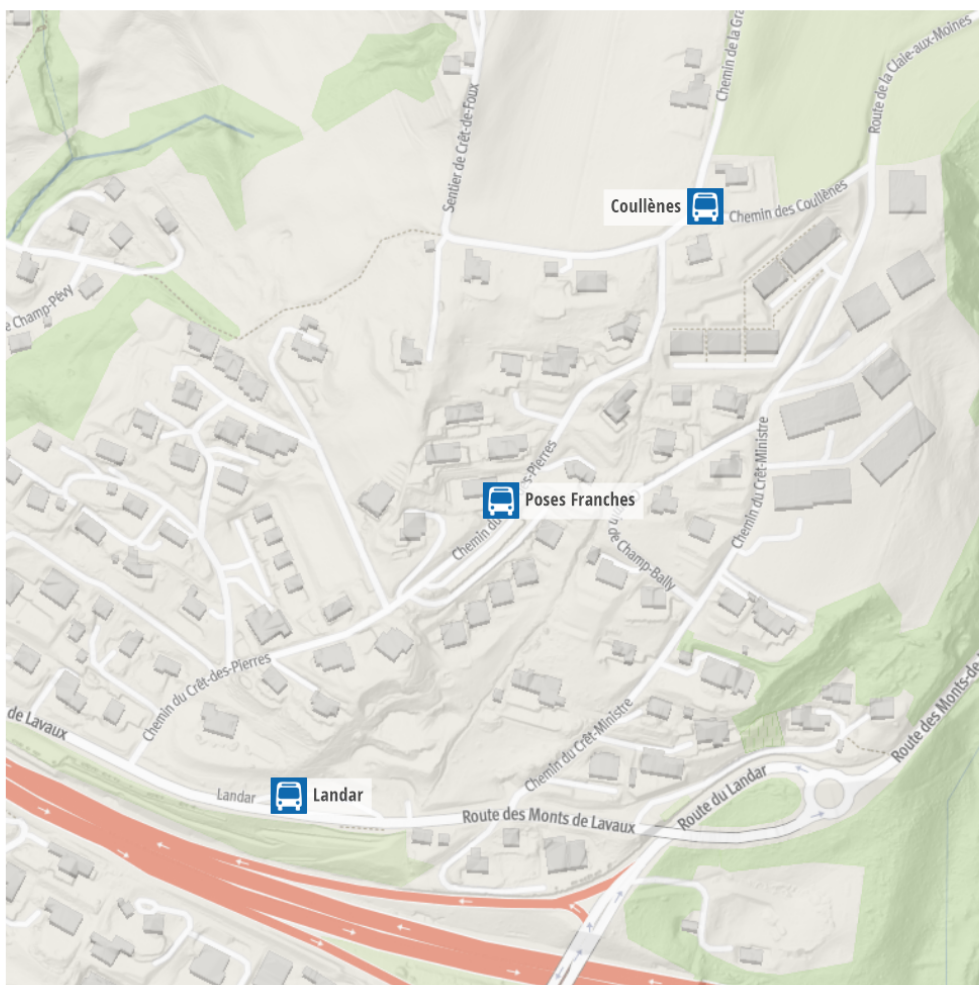 Chemin de la Gra
Route de la Claie-aux-Moines
Sentier de Crêt-de-Foux
Coullènes
Chemin des Coullènes
e Champ-Pévy
Chemin du Crêt-Ministre
Poses Franches
Chemin du
s-Pierres
n de
Champ-Bally
Chemin du Crêt-des-Pierres
de Lavaux
Chemin du Crêt-Ministre
Route des Monts-de-
Landar
Landar
Route des Monts de Lavaux
Route du Landar